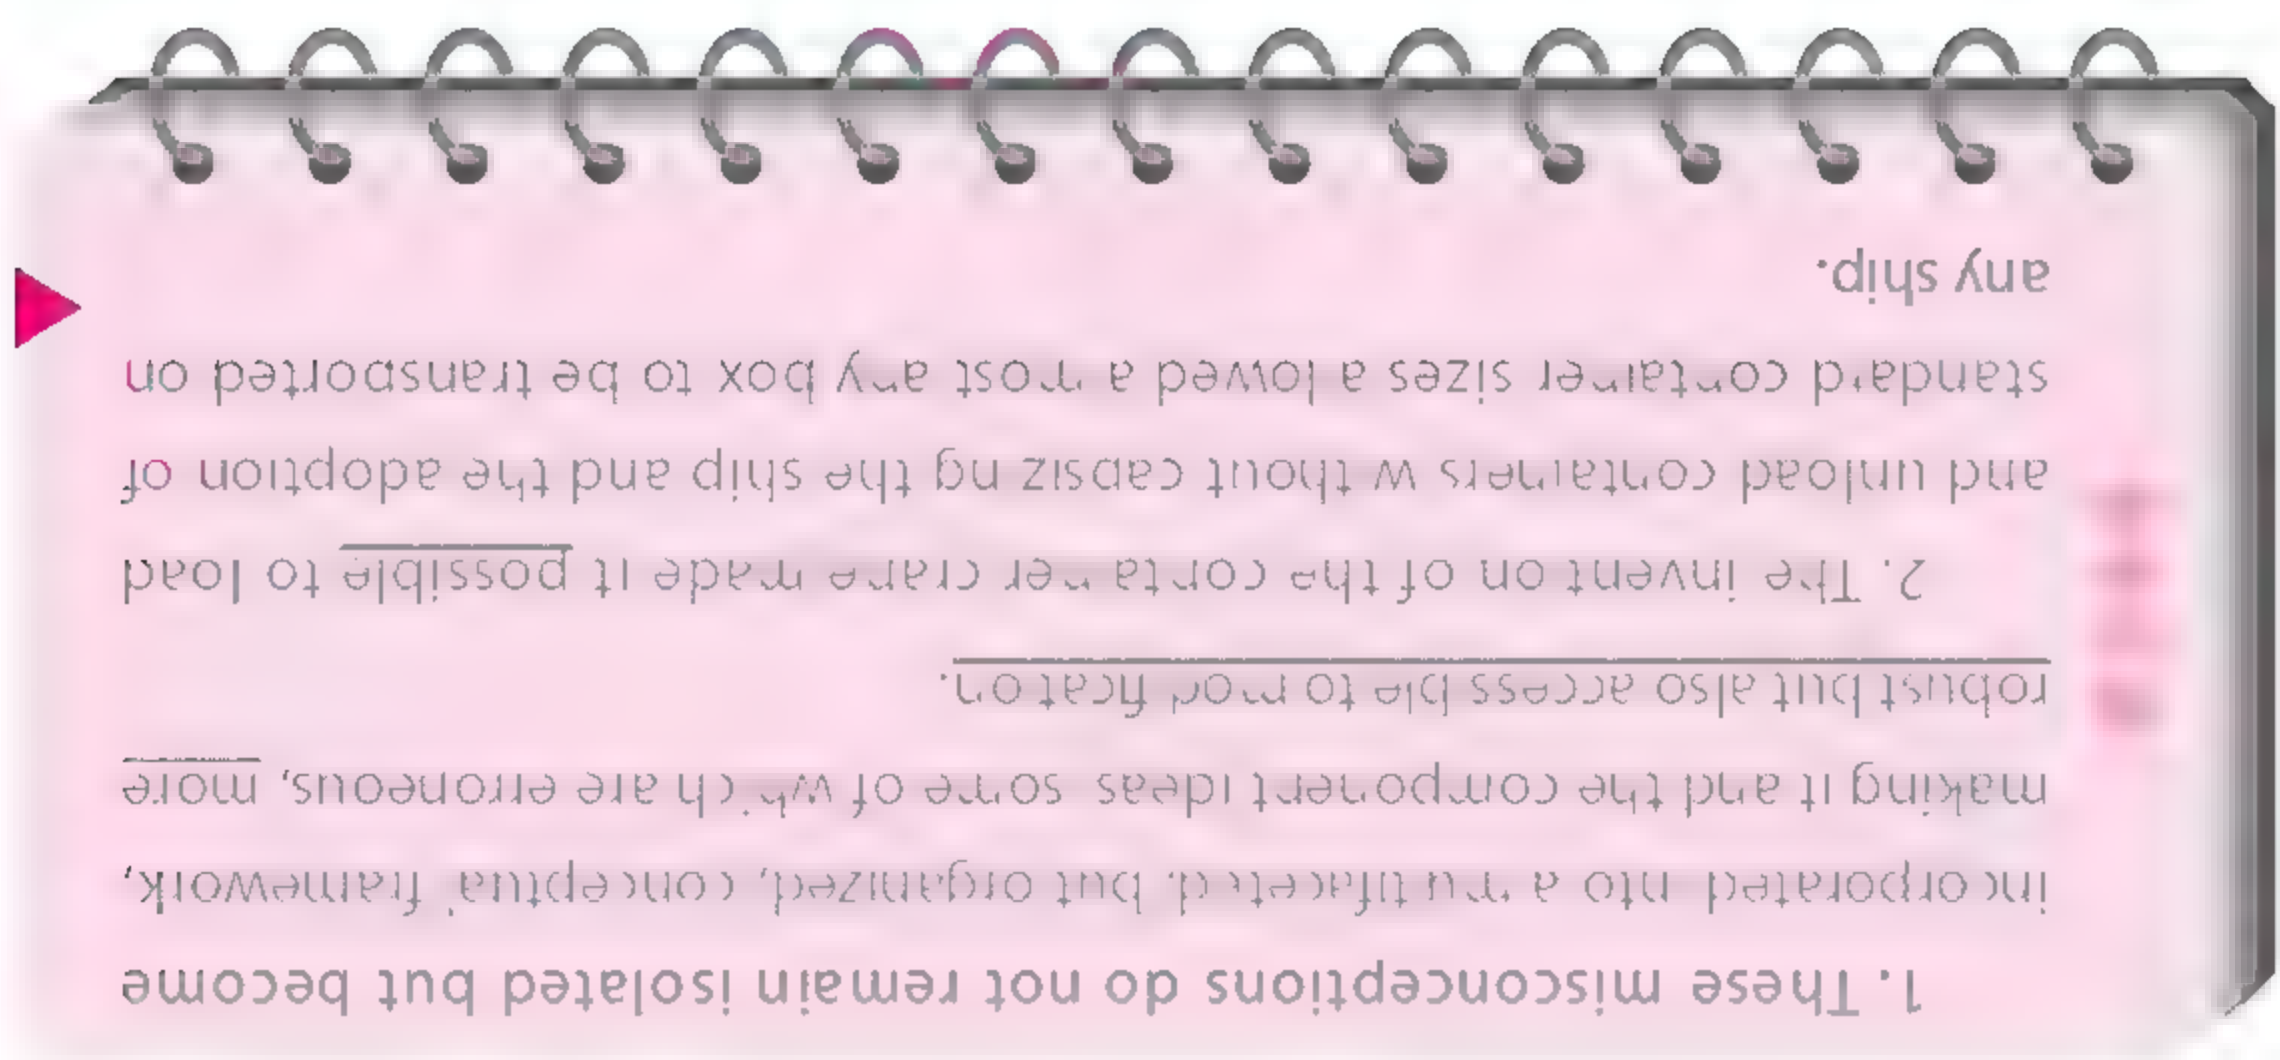 1. These misconceptions do not remain isolated but become
incorporated into a multifaceted, but organized, conceptual framework,
making it and the component ideas, some of which are erroneous, more
robust but also accessible to modification.
2. The invention of the container crane made it possible to load
and unload containers without capsizing the ship and the adoption of
standard container sizes allowed almost any box to be transported on
any ship.